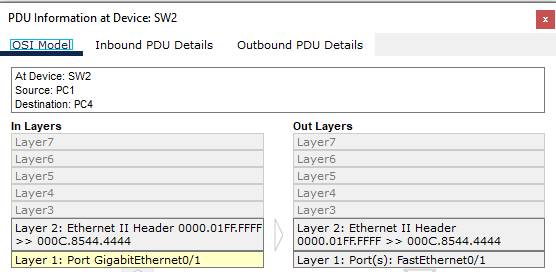 PDU Information at Device: SW2
x
OSI Model Inbound PDU Details Outbound PDU Details
At Device: SW2
Source: PC1
Destination: PC4
In Layers
Layer7
Layer6
Layer5
Layer4
Layer3
Layer 2: Ethernet II Header 0000.01FF.FFFF
>> 000C.8544.4444
Layer 1: Port GigabitEthernet0/1
Out Layers
Layer7
Layer6
Layer5
Layer4
Layer3
Layer 2: Ethernet II Header
0000.01FF.FFFF >> 000C.8544.4444
Layer 1: Port(s): FastEthernet0/1